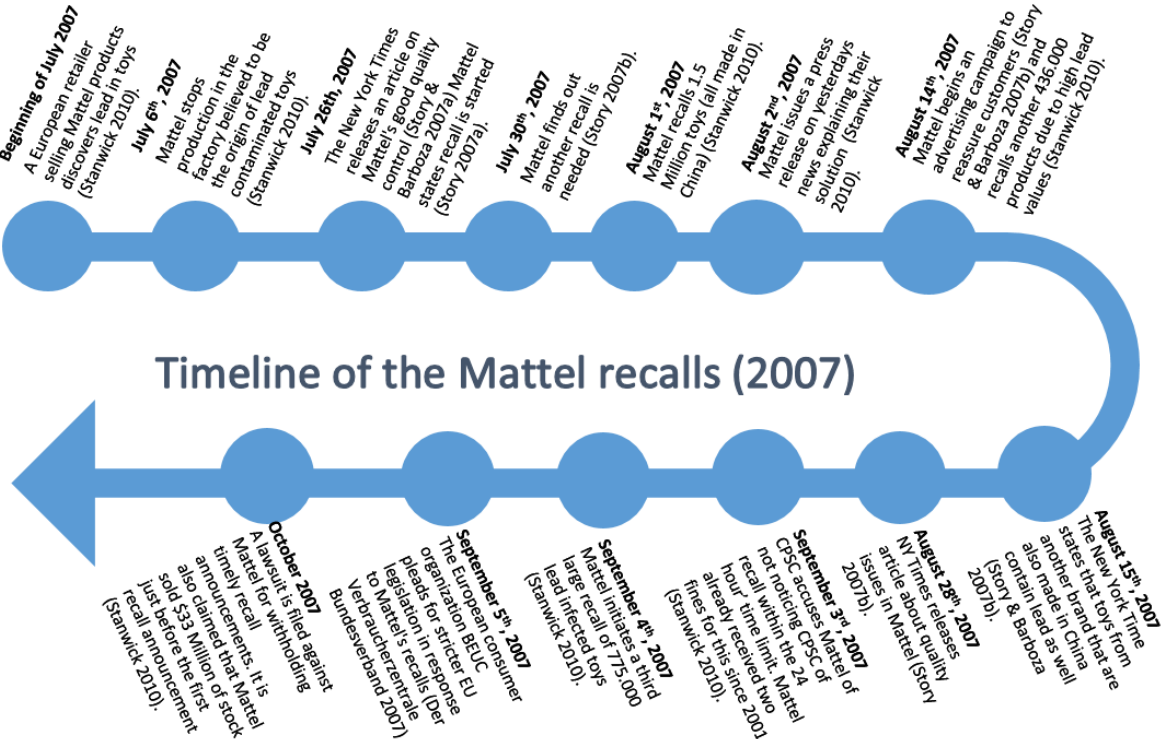 Beginning of July 2007
A European retailer
selling Mattel products
discovers lead in toys
(Stanwick 2010).
July 6th, 2007
Mattel stops
production in the
factory believed to be
the origin of lead
contaminated toys
(Stanwick 2010).
July 26th, 2007
The New York Times
releases an article on
Mattel's good quality
control (Story &
Barboza 2007a) Mattel
states recall is started
(Story 2007a).
July 30th, 2007
Mattel finds out
another recall is
needed (Story 2007b).
August 1st, 2007
Mattel recalls 1.5
Million toys (all made in
China) (Stanwick 2010).
August 2nd, 2007
Mattel issues a press
release on yesterdays
news explaining their
solution (Stanwick
2010).
August 14th, 2007
Mattel begins an
advertising campaign to
reassure customers (Story
& Barboza 2007b) and
recalls another 436.000
products due to high lead
values (Stanwick 2010).
Timeline of the Mattel recalls (2007)
August 15th, 2007
The New York Time
states that toys from
another brand that are
also made in China
contain lead as well
(Story & Barboza
2007b).
August 28th, 2007
NY Times releases
article about quality
issues in Mattel (Story
2007b).
September 3rd, 2007
CPSC accuses Mattel of
not noticing CPSC of
recall within the 24
hour' time limit. Mattel
already received two
fines for this since 2001
(Stanwick 2010).
September 4th, 2007
Mattel initiates a third
large recall of 775.000
lead infected toys
(Stanwick 2010).
September 5th, 2007
The European consumer
organization BEUC
pleads for stricter EU
legislation in response
to Mattel's recalls (Der
Verbraucherzentrale
Bundesverband 2007)
October 2007
A lawsuit is filed against
Mattel for withholding
timely recall
announcements. It is
also claimed that Mattel
sold $33 Million of stock
just before the first
recall announcement
(Stanwick 2010).